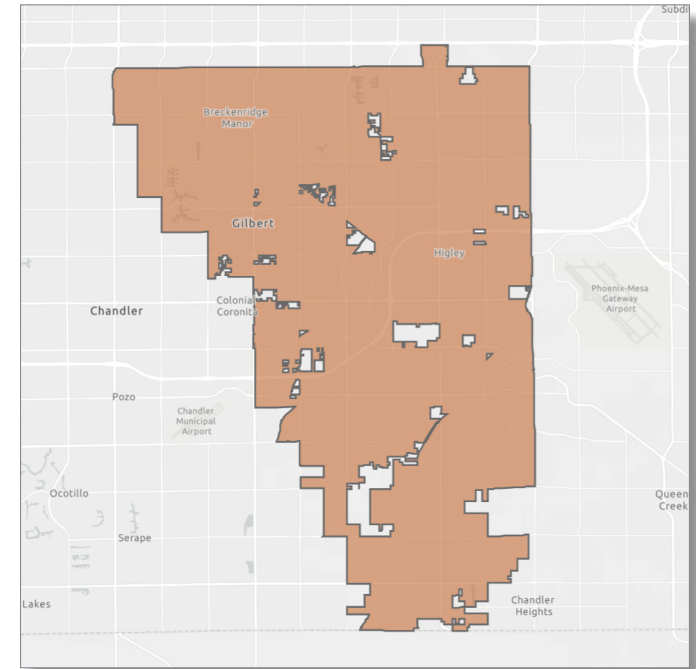 Subdi
Breckenridge
Manor
Gilbert
Higley
Phoenix-Mesa
Gateway
Airport
Colonia
Coronita
Chandler
Pozo
Chandler
Municipal
Airport
Ocotillo
Queen
Creek
Serape
Lakes
Chandler
Heights